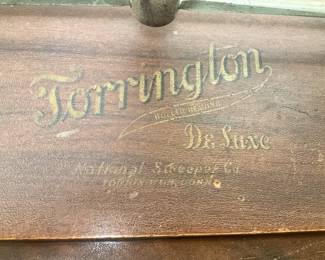 Torrington
De Luxe
National Sweeper Co
Torrington, Conn.